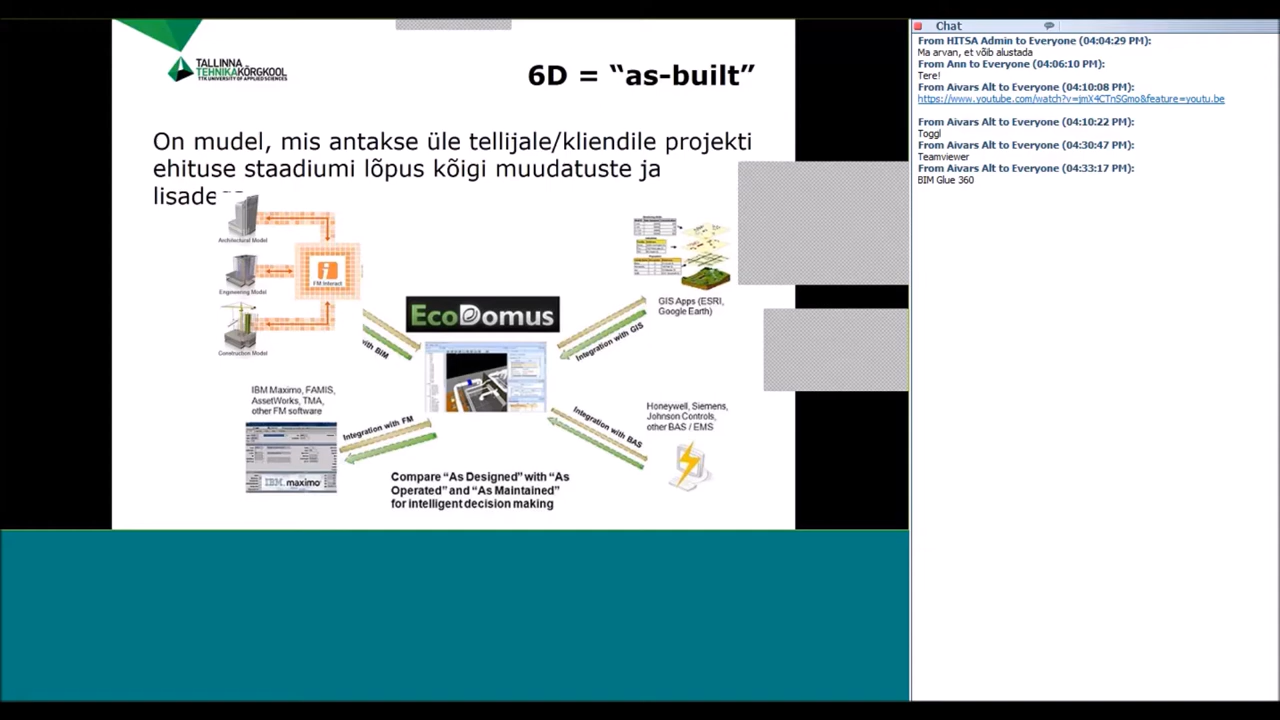 TALLINNA
TEHNIKAKÕRGKOOL
TTK UNIVERSITY OF APPLIED SCIENCES
6D = “as-built”
On mudel, mis antakse üle tellijale/kliendile projekti
ehituse staadiumi lõpus kõigi muudatuste ja
Architectural Model
Engineering Model
Construction Model
FM Interact
with BIM
EcoDomus
GIS Apps (ESRI,
Google Earth)
Integration with GIS
IBM Maximo, FAMIS,
AssetWorks, TMA,
other FM software
Integration with FM
IBM. maximo
Honeywell, Siemens,
Johnson Controls,
other BAS / EMS
Integration with BAS
Compare “As Designed” with “As
Operated” and “As Maintained”
for intelligent decision making
Chat
From HITSA Admin to Everyone (04:04:29 PM):
Ma arvan, et võib alustada
From Ann to Everyone (04:06:10 PM):
Tere!
From Aivars Alt to Everyone (04:10:08 PM):
https://www.youtube.com/watch?v=jmX4CTnSGmo&feature=youtu.be
From Aivars Alt to Everyone (04:10:22 PM):
Toggl
From Aivars Alt to Everyone (04:30:47 PM):
Teamviewer
From Aivars Alt to Everyone (04:33:17 PM):
BIM Glue 360